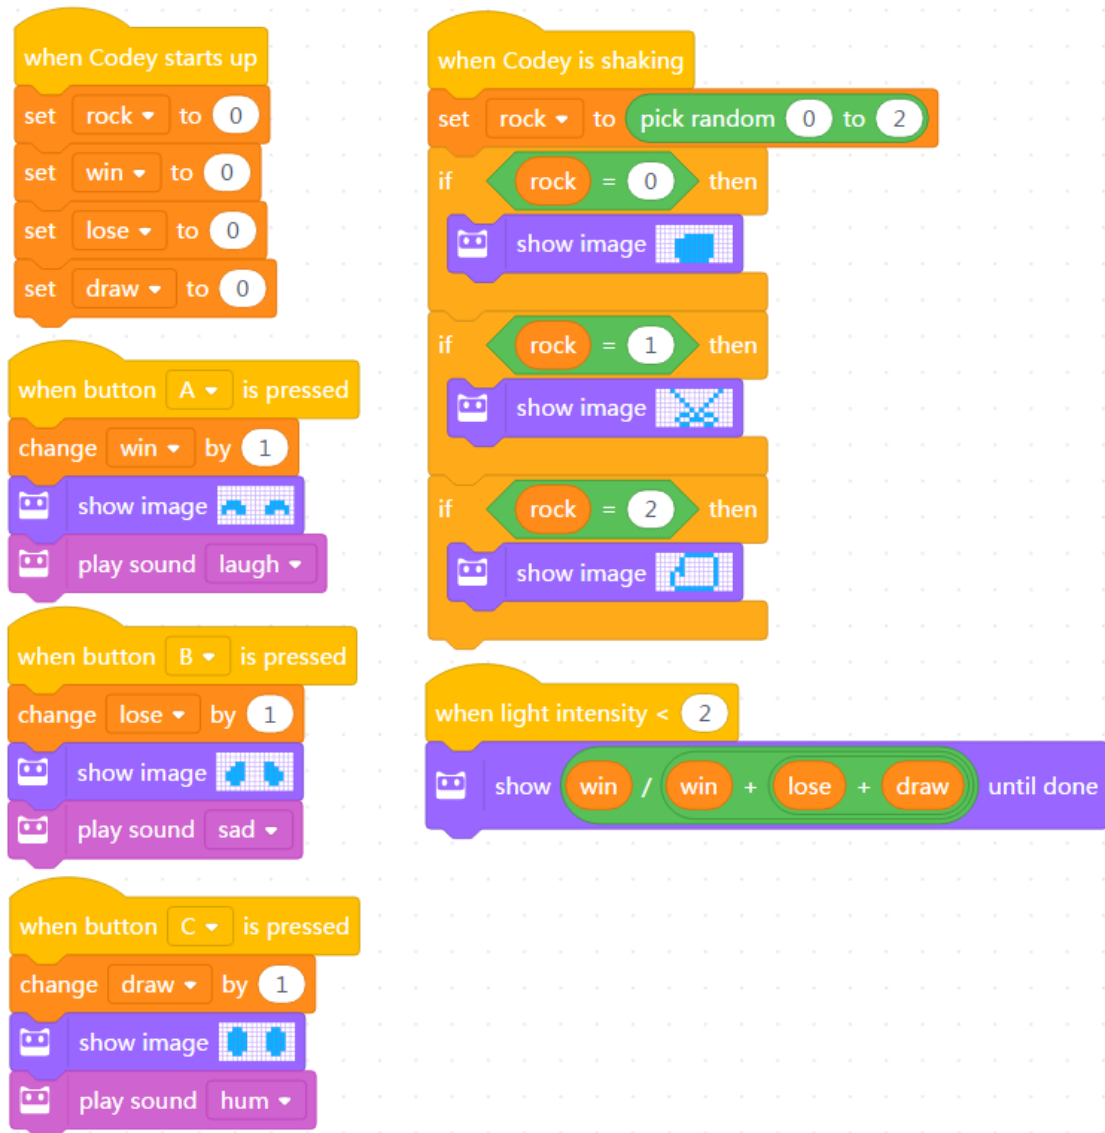 when Codey starts up
set rock to 0
set win to 0
set lose to 0
set draw to 0
when button A is pressed
change win by 1
show image
play sound laugh
when button B is pressed
change lose by 1
show image
play sound sad
when button C is pressed
change draw by 1
show image
play sound hum
when Codey is shaking
set rock to pick random 0 to 2
if rock = 0 then
show image
if rock = 1 then
show image
if rock = 2 then
show image
when light intensity < 2
show win / win + lose + draw until done